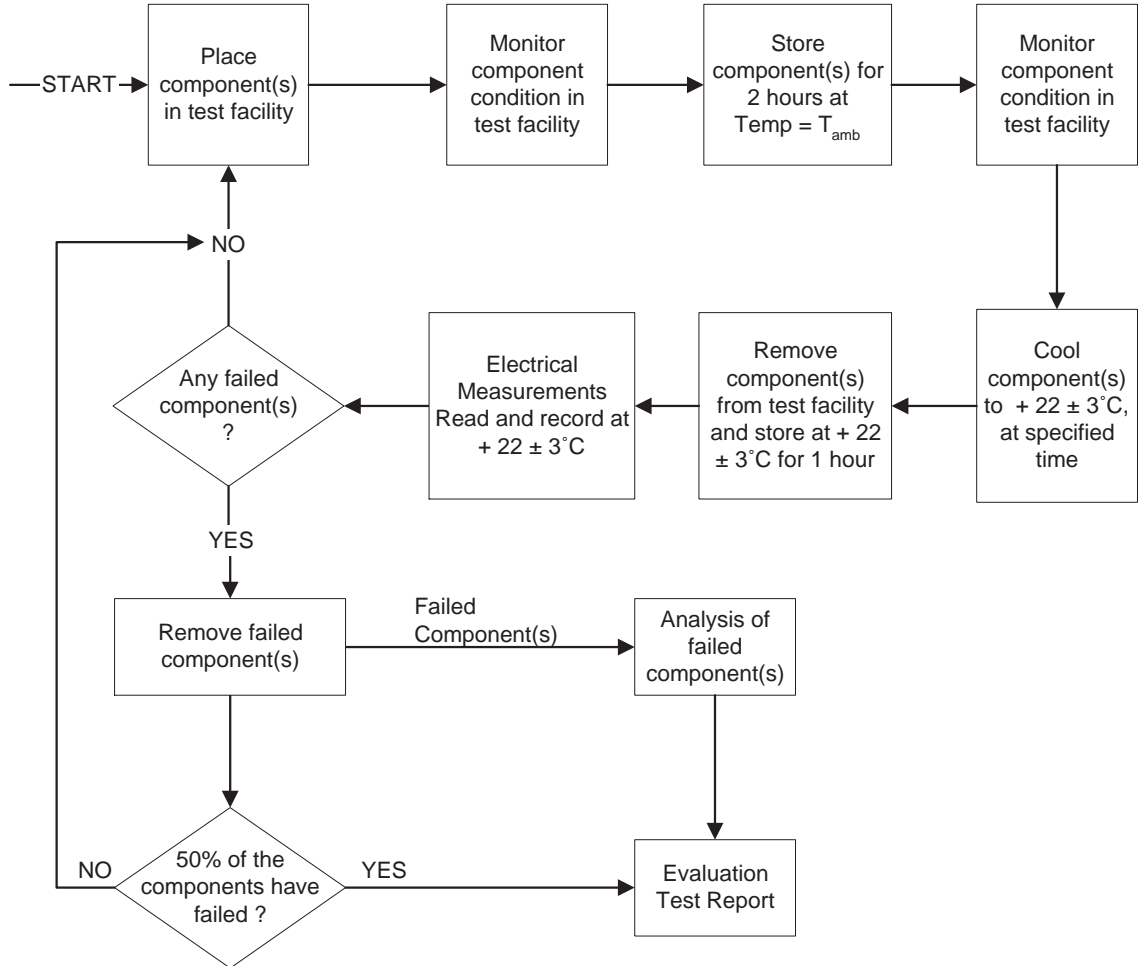 START
Place
component(s)
in test facility
Monitor
component
condition in
test facility
Store
component(s) for
2 hours at
Temp = Tamb
Monitor
component
condition in
test facility
NO
Any failed
component(s)
?
Electrical
Measurements
Read and record at
+ 22 ± 3˚C
Remove
component(s)
from test facility
and store at + 22
± 3˚C for 1 hour
Cool
component(s)
to + 22 ± 3˚C,
at specified
time
YES
Remove failed
component(s)
Failed
Component(s)
Analysis of
failed
component(s)
NO
50% of the
components have
failed ?
YES
Evaluation
Test Report